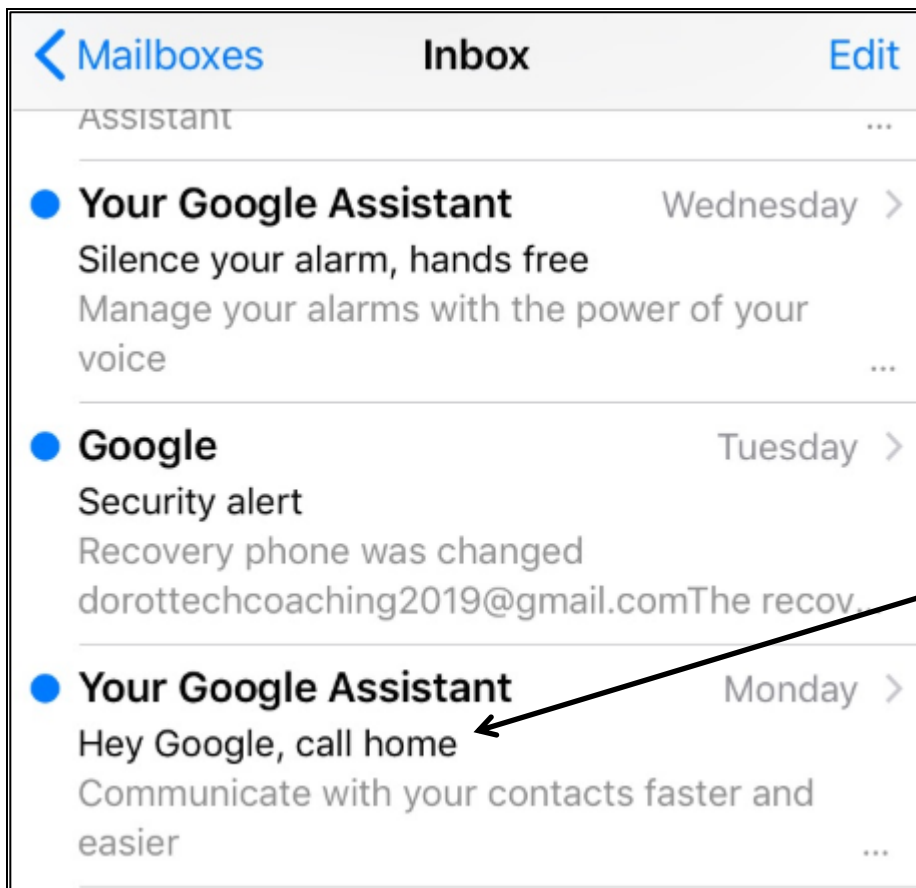 Mailboxes Inbox Edit
Assistant ...
Your Google Assistant Wednesday
Silence your alarm, hands free
Manage your alarms with the power of your
voice ...
Google Tuesday
Security alert
Recovery phone was changed
dorottechcoaching2019@gmail.comThe recov...
Your Google Assistant Monday
Hey Google, call home
Communicate with your contacts faster and
easier ...